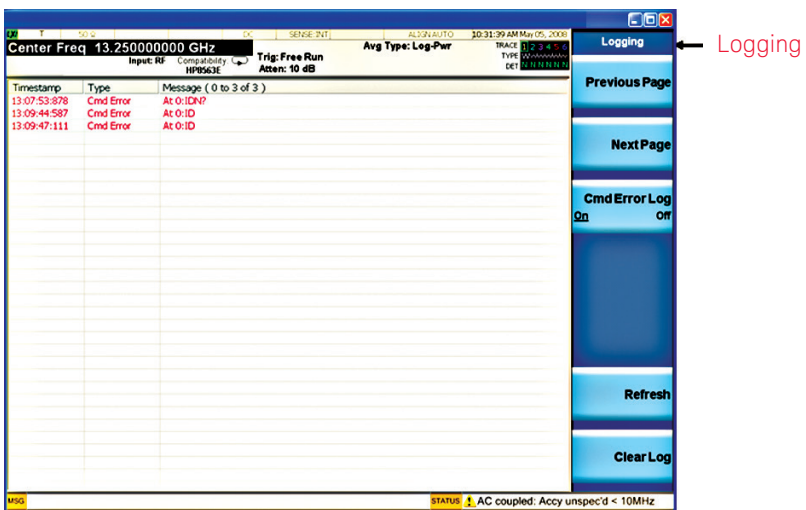 LXI T 50 Ω DC SENSE:INT ALIGN AUTO 10:31:39 AM May 05, 2008
Center Freq 13.250000000 GHz
Input: RF Compatibility HP8563E
Trig: Free Run
Atten: 10 dB
Avg Type: Log-Pwr
TRACE 1 2 3 4 5 6
TYPE
DET N N N N N N
Timestamp Type Message ( 0 to 3 of 3 )
13:07:53:878 Cmd Error At 0:IDN?
13:09:44:587 Cmd Error At 0:ID
13:09:47:111 Cmd Error At 0:ID
Logging
Previous Page
Next Page
Cmd Error Log
On Off
Refresh
Clear Log
Logging
MSG STATUS AC coupled: Accy unspec'd < 10MHz